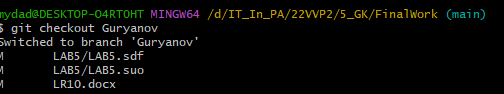 mydad@DESKTOP-O4RTOHT MINGW64 /d/IT_In_PA/22VVP2/5_GK/FinalWork (main)
$ git checkout Guryanov
Switched to branch 'Guryanov'
M       LAB5/LAB5.sdf
M       LAB5/LAB5.suo
M       LR10.docx